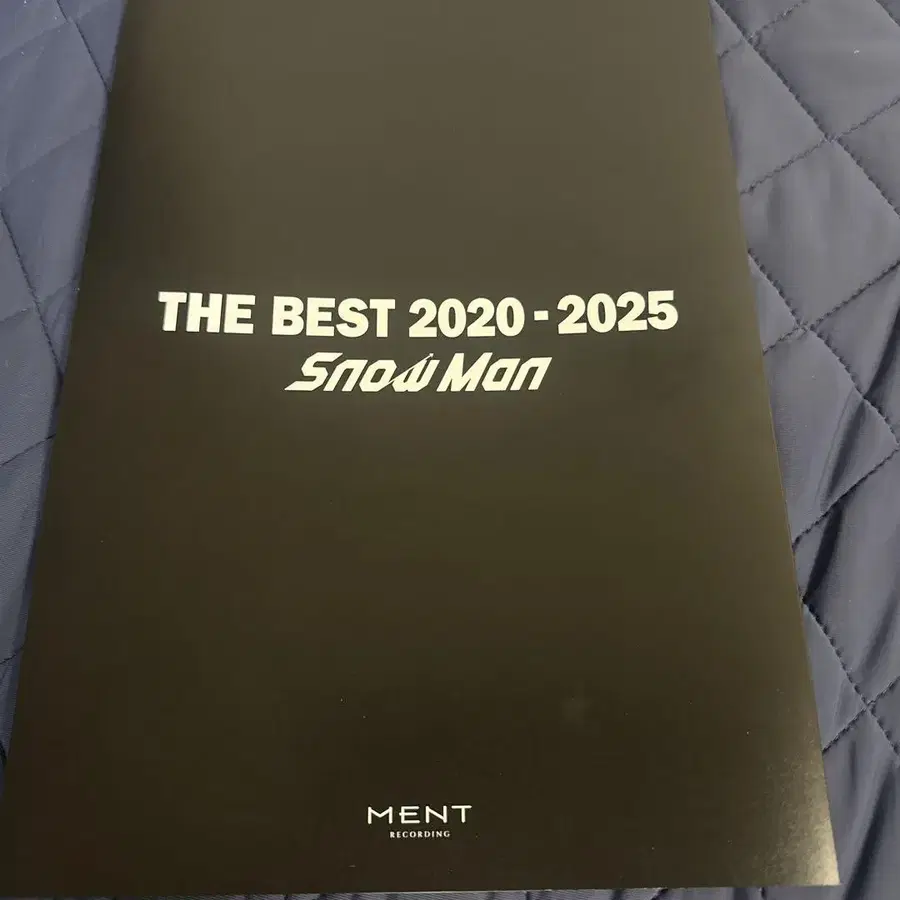 THE BEST 2020-2025
Snow Man
MENT
RECORDING